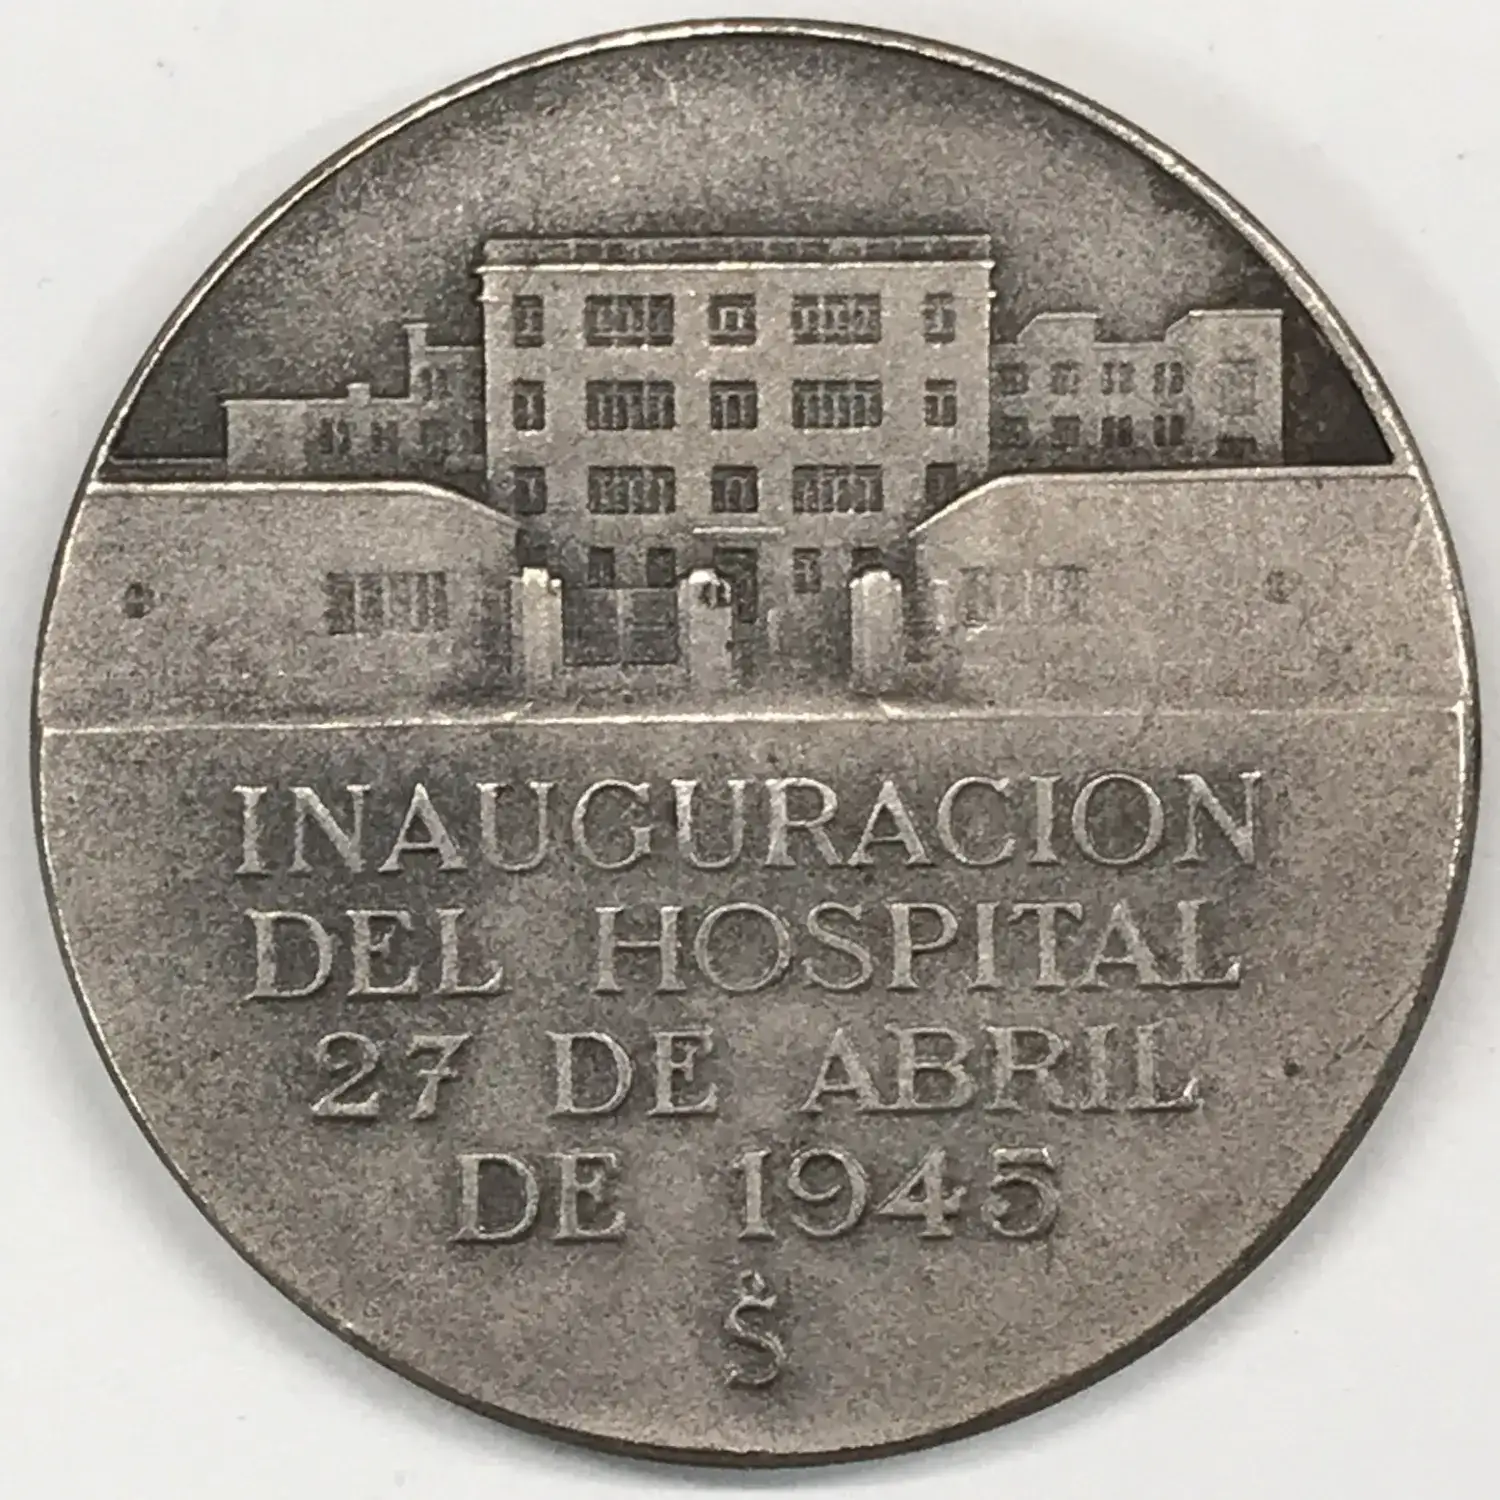 INAUGURACION
DEL HOSPITAL
27 DE ABRIL
DE 1945
Ṡ